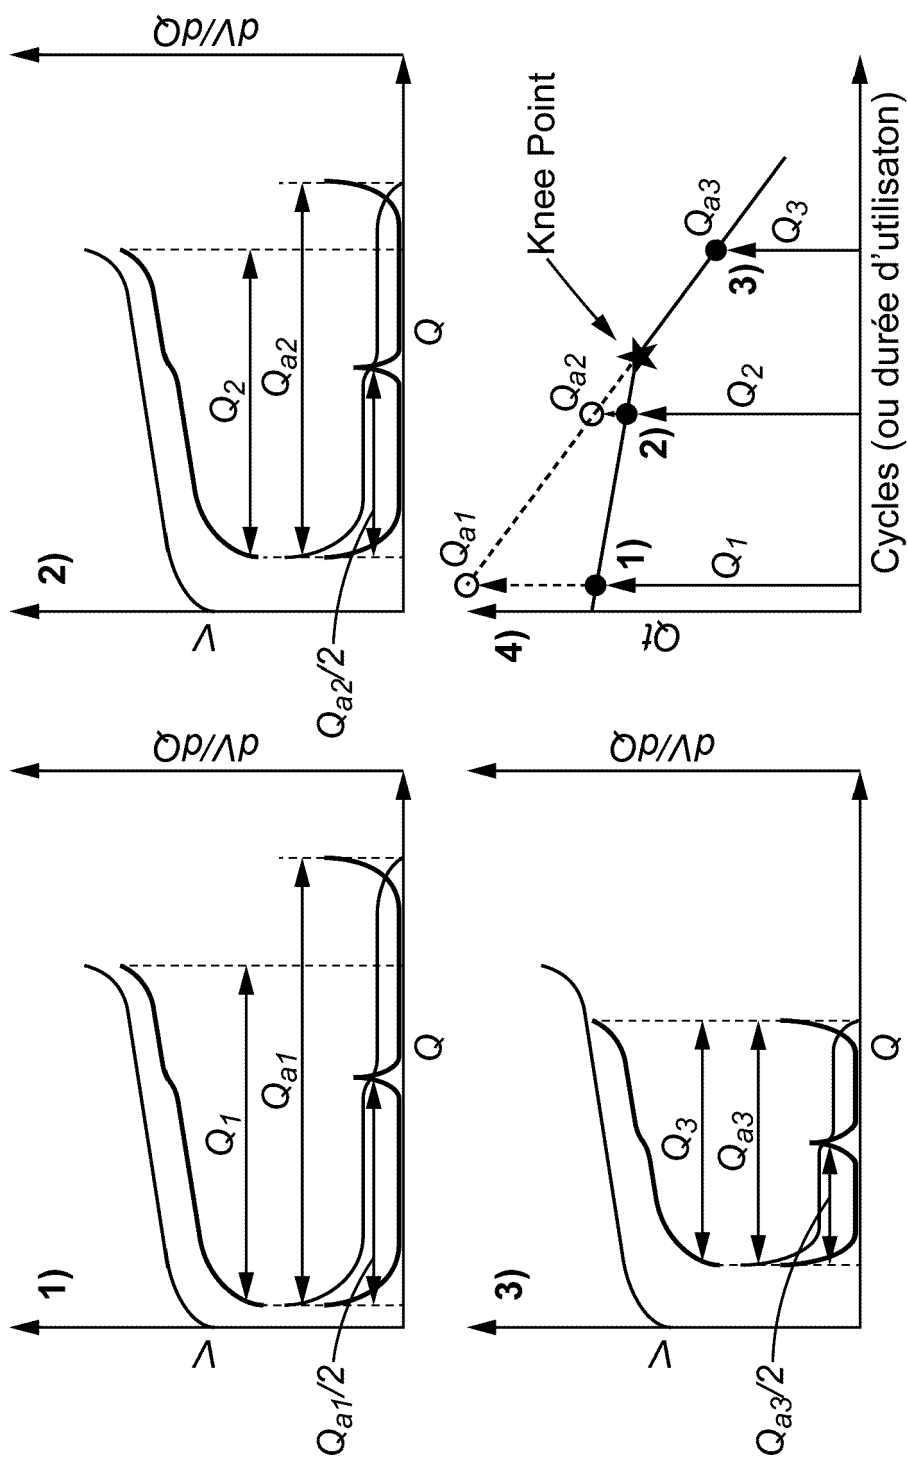 1)
V
dV/dQ
Q1
Qa1
Qa1/2
Q
2)
V
dV/dQ
Q2
Qa2
Qa2/2
Q
3)
V
dV/dQ
Q3
Qa3
Qa3/2
Q
4)
Qt
Qa1
1)
Q1
Qa2
2)
Q2
Knee Point
Qa3
3)
Q3
Cycles (ou durée d'utilisaton)